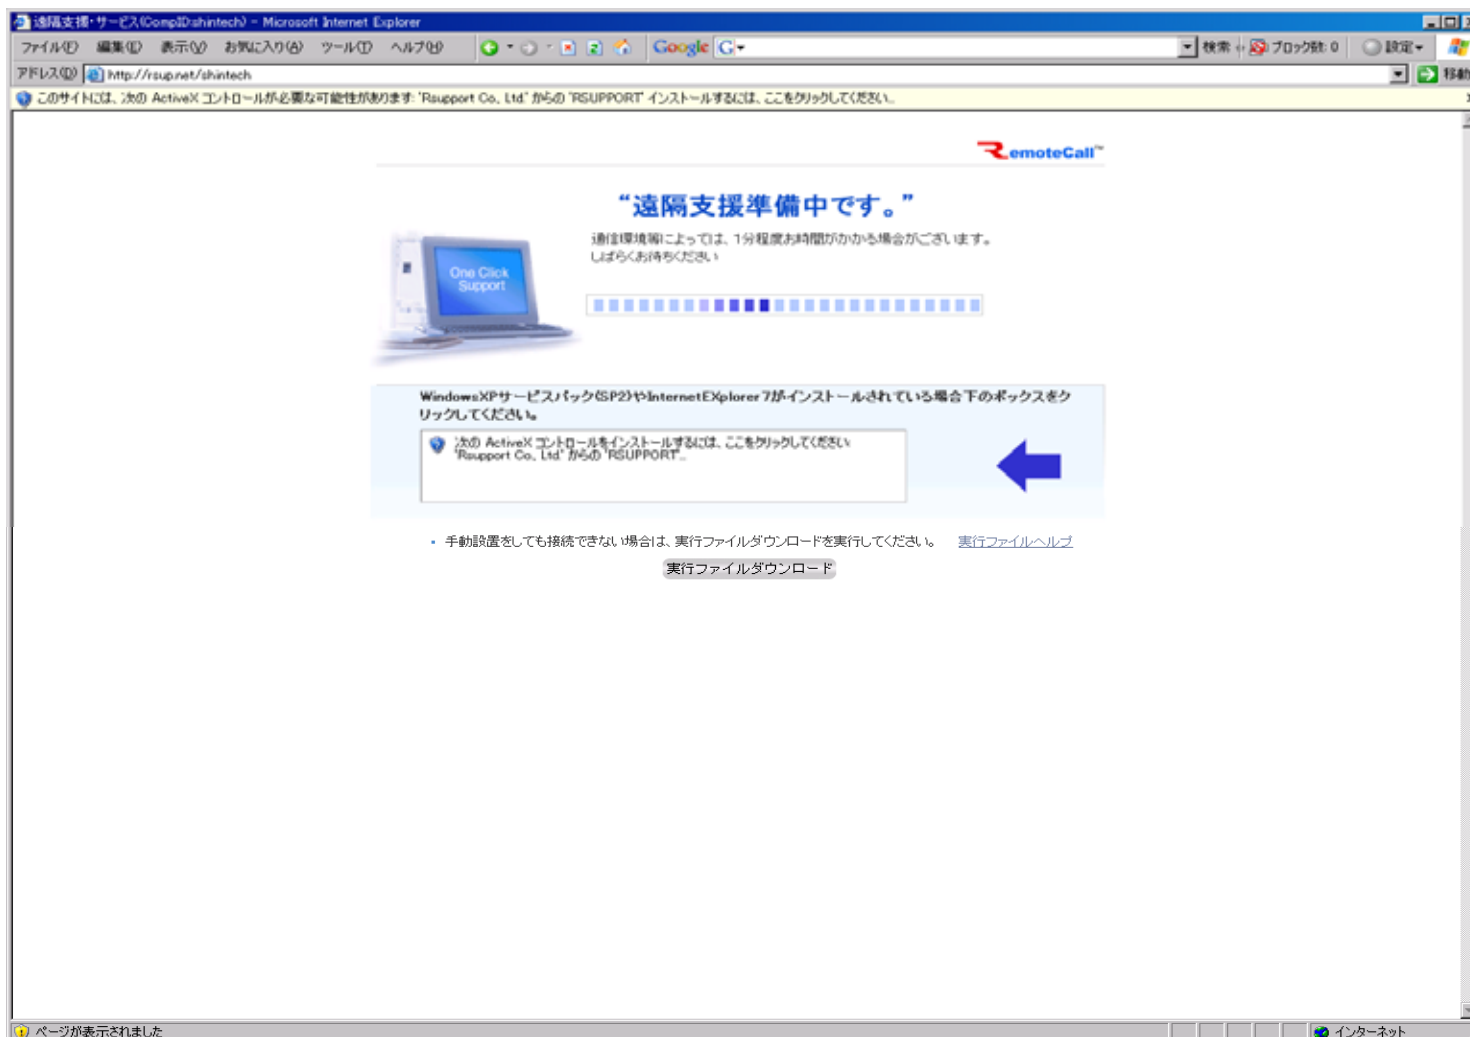 遠隔支援・サービス(CompID:shintech) - Microsoft Internet Explorer
ファイル(F) 編集(E) 表示(V) お気に入り(A) ツール(T) ヘルプ(H) Google G 検索 ブロック数: 0 設定
アドレス(D) http://rsup.net/shintech 移動
このサイトには、次の ActiveX コントロールが必要な可能性があります: 'Rsupport Co., Ltd.' からの 'RSUPPORT' インストールするには、ここをクリックしてください...
RemoteCall™
“遠隔支援準備中です。”
通信環境等によっては、1分程度お時間がかかる場合がございます。
しばらくお待ちください
One Click
Support
WindowsXPサービスパック(SP2)やInternetEXplorer7がインストールされている場合下のボックスをク
リックしてください。
次の ActiveX コントロールをインストールするには、ここをクリックしてください:
'Rsupport Co., Ltd.' からの 'RSUPPORT'...
・ 手動設置をしても接続できない場合は、実行ファイルダウンロードを実行してください。 実行ファイルヘルプ
実行ファイルダウンロード
ページが表示されました インターネット